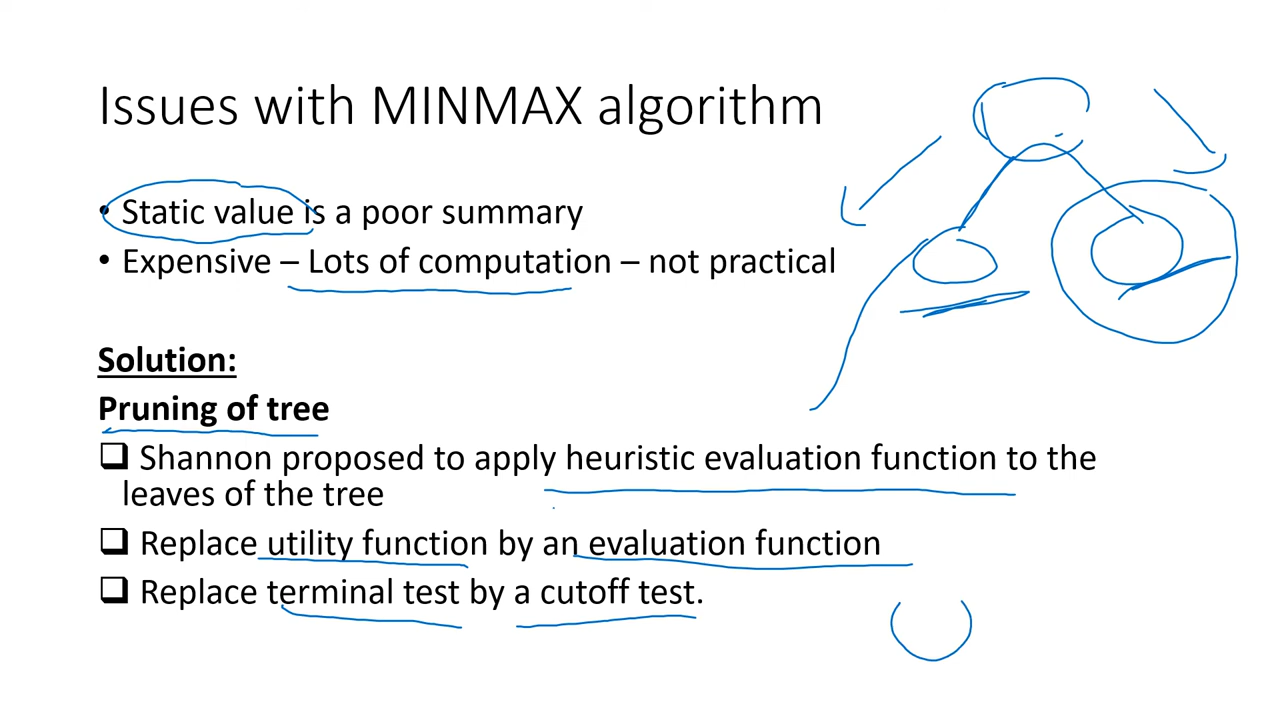 Issues with MINMAX algorithm
• Static value is a poor summary
• Expensive – Lots of computation – not practical
Solution:
Pruning of tree
❑ Shannon proposed to apply heuristic evaluation function to the
leaves of the tree
❑ Replace utility function by an evaluation function
❑ Replace terminal test by a cutoff test.